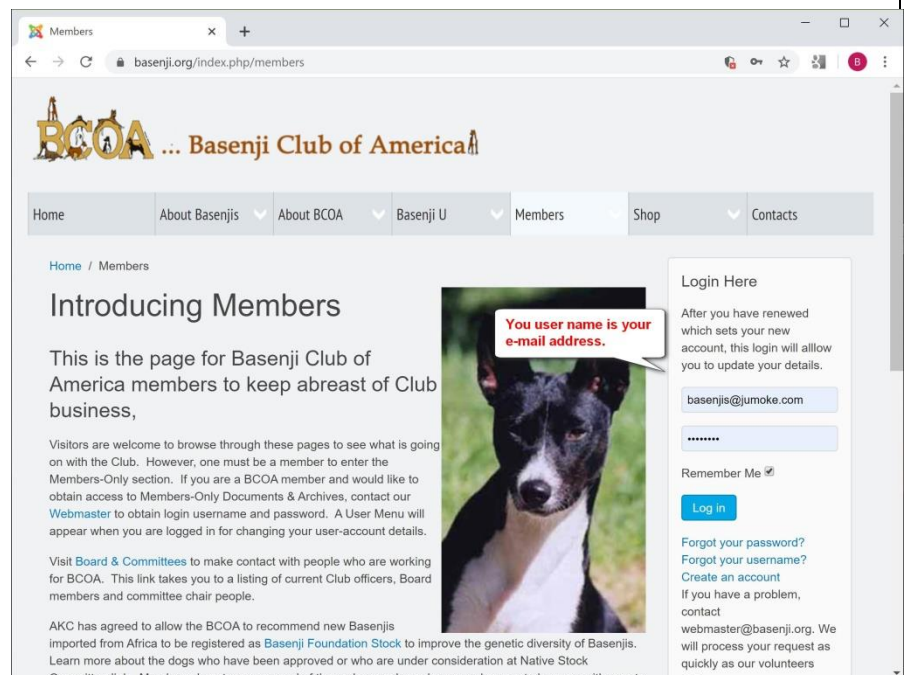 Members
basenji.org/index.php/members
B
BCOA ... Basenji Club of America
Home
About Basenjis
About BCOA
Basenji U
Members
Shop
Contacts
Home / Members
Introducing Members
This is the page for Basenji Club of
America members to keep abreast of Club
business,
Visitors are welcome to browse through these pages to see what is going
on with the Club. However, one must be a member to enter the
Members-Only section. If you are a BCOA member and would like to
obtain access to Members-Only Documents & Archives, contact our
Webmaster to obtain login username and password. A User Menu will
appear when you are logged in for changing your user-account details.
Visit Board & Committees to make contact with people who are working
for BCOA. This link takes you to a listing of current Club officers, Board
members and committee chair people.
AKC has agreed to allow the BCOA to recommend new Basenjis
imported from Africa to be registered as Basenji Foundation Stock to improve the genetic diversity of Basenjis.
Learn more about the dogs who have been approved or who are under consideration at Native Stock
You user name is your
e-mail address.
Login Here
After you have renewed
which sets your new
account, this login will alllow
you to update your details.
basenjis@jumoke.com
••••••••
Remember Me
Log in
Forgot your password?
Forgot your username?
Create an account
If you have a problem,
contact
webmaster@basenji.org. We
will process your request as
quickly as our volunteers